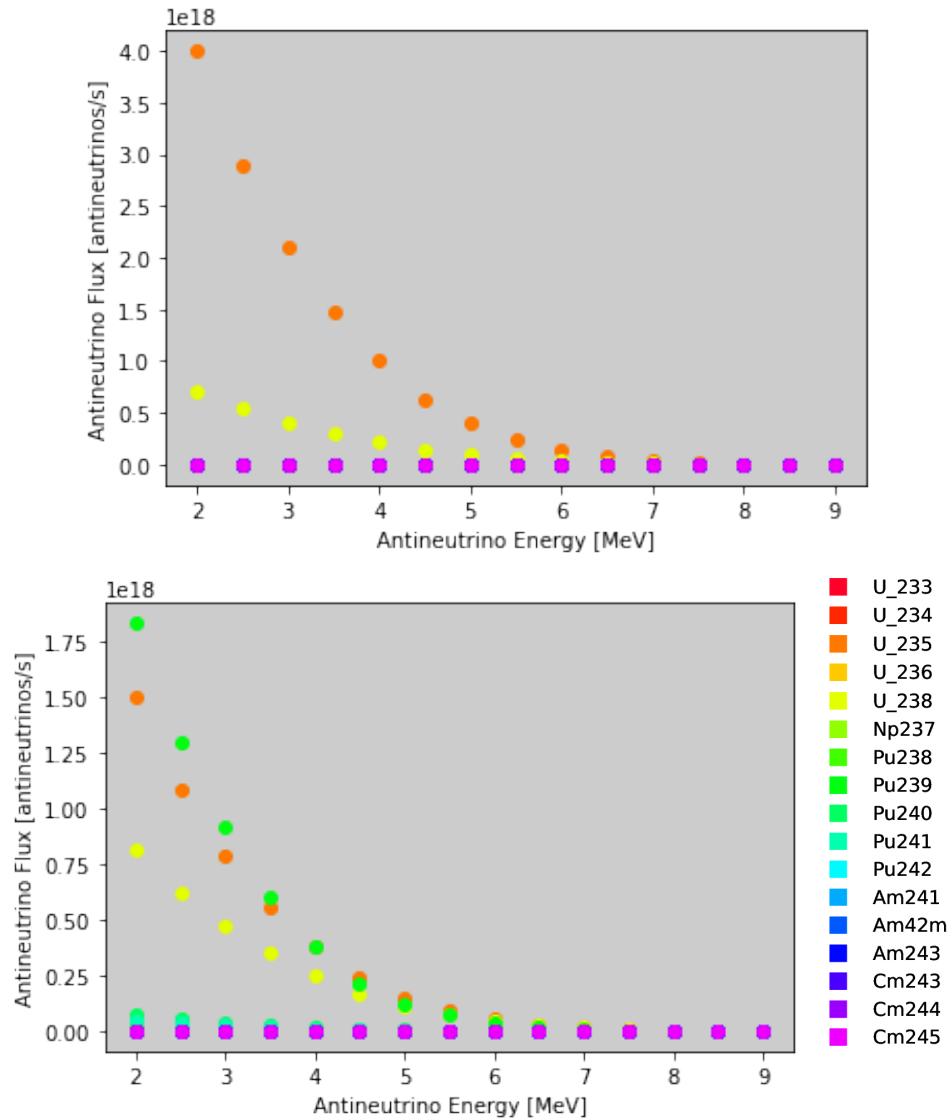 1e18
4.0
3.5
3.0
2.5
2.0
1.5
1.0
0.5
0.0
Antineutrino Flux [antineutrinos/s]
2 3 4 5 6 7 8 9
Antineutrino Energy [MeV]
1e18
1.75
1.50
1.25
1.00
0.75
0.50
0.25
0.00
Antineutrino Flux [antineutrinos/s]
2 3 4 5 6 7 8 9
Antineutrino Energy [MeV]
U_233
U_234
U_235
U_236
U_238
Np237
Pu238
Pu239
Pu240
Pu241
Pu242
Am241
Am42m
Am243
Cm243
Cm244
Cm245